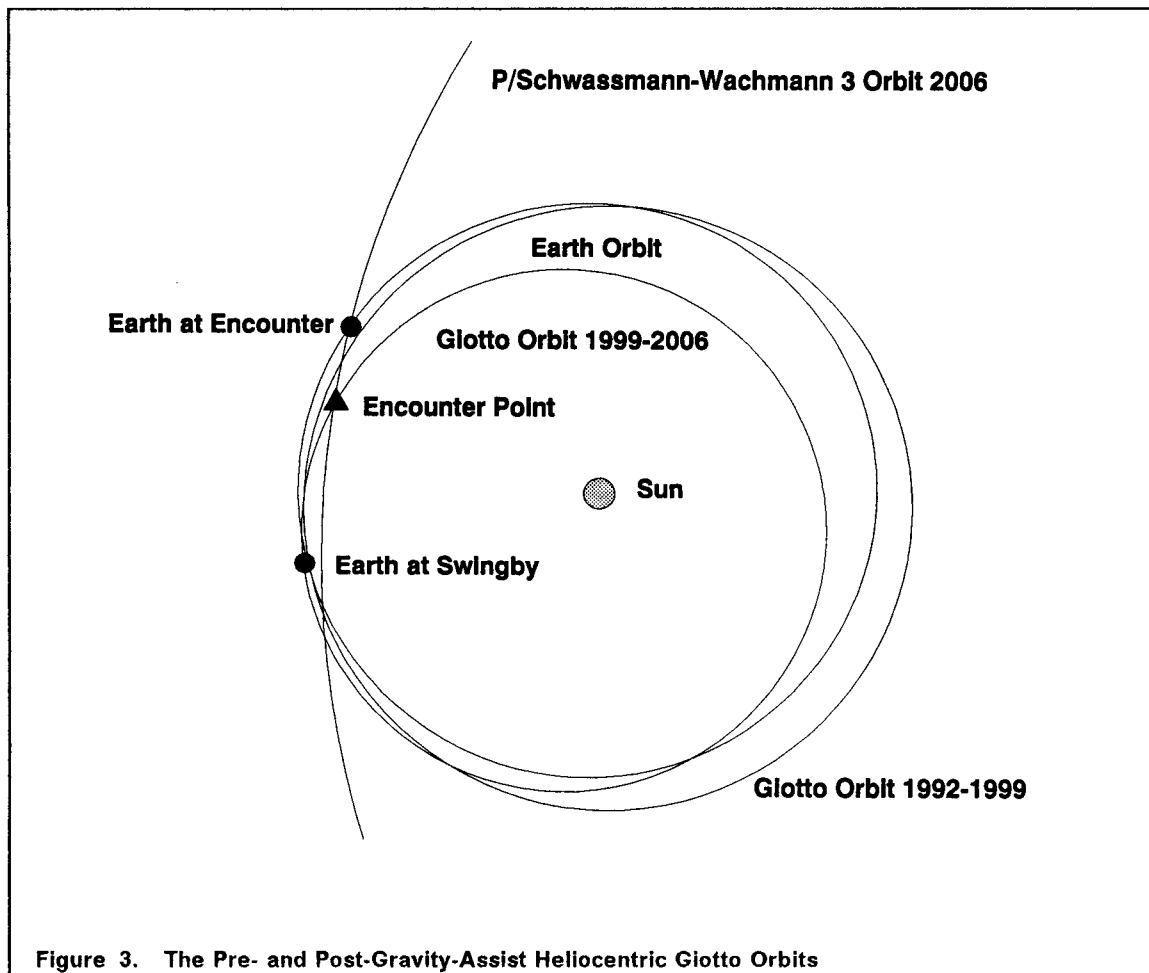 P/Schwassmann-Wachmann 3 Orbit 2006
Earth Orbit
Earth at Encounter
Giotto Orbit 1999-2006
Encounter Point
Sun
Earth at Swingby
Giotto Orbit 1992-1999
Figure 3. The Pre- and Post-Gravity-Assist Heliocentric Giotto Orbits